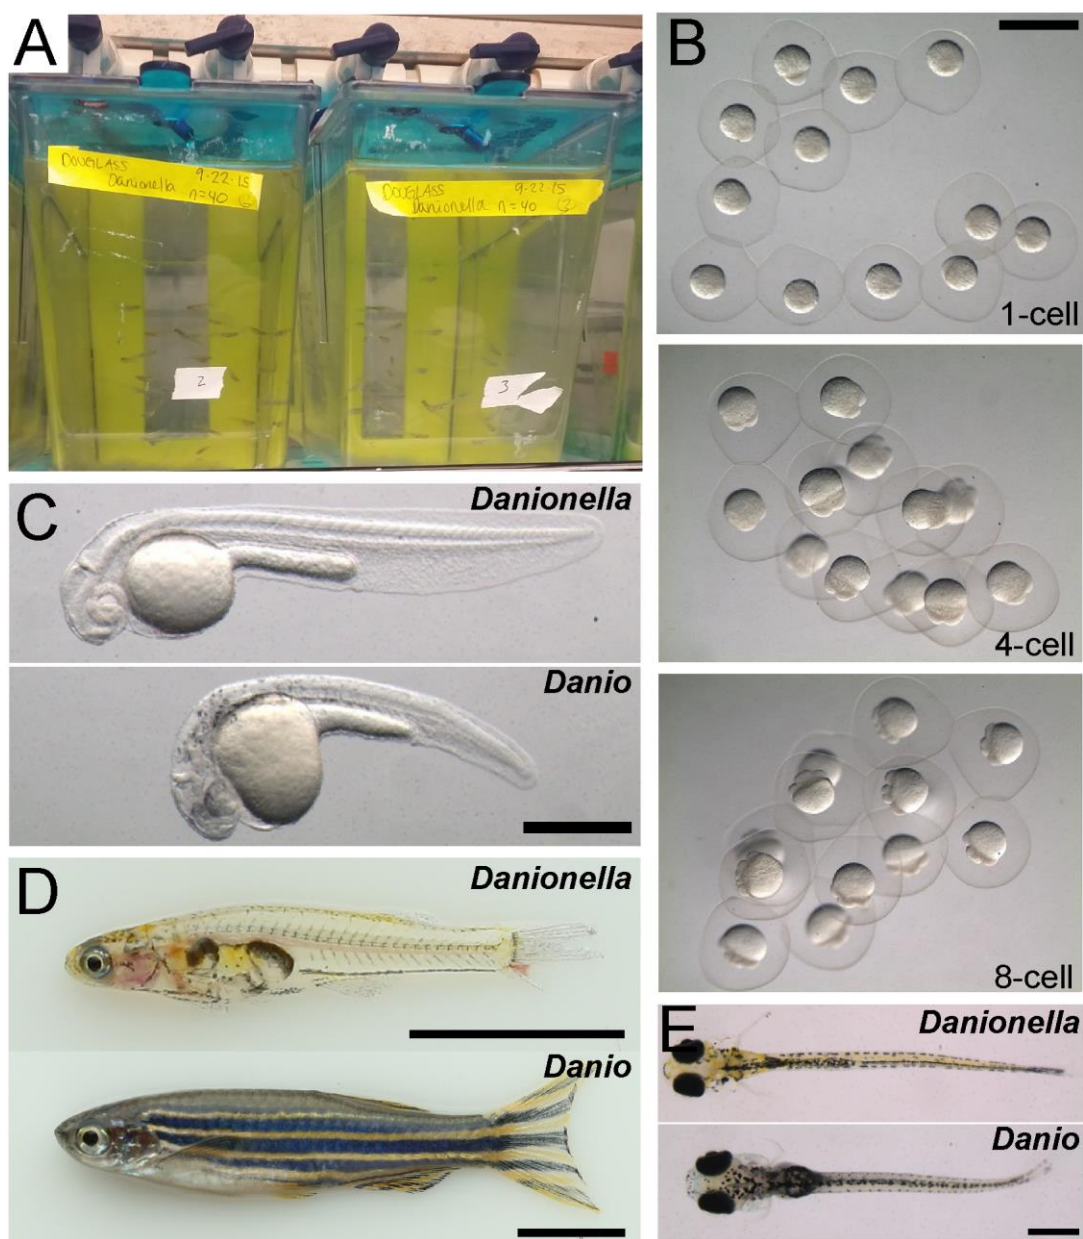 A
DOUGLASS 9-22-15
Danionella n=40
2
DOUGLASS 9-22-15
Danionella n=40 3
3
B
1-cell
4-cell
8-cell
C
Danionella
Danio
D
Danionella
Danio
E
Danionella
Danio